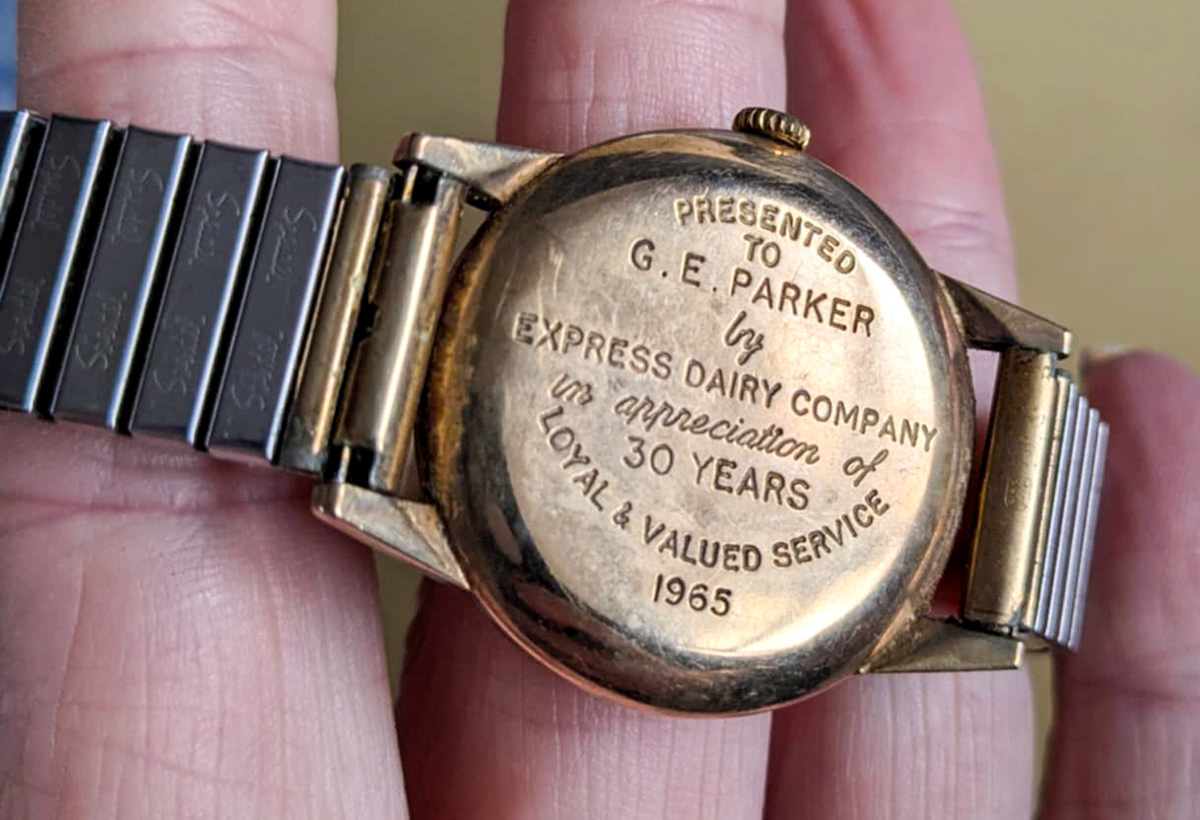 PRESENTED
TO
G. E. PARKER
by
EXPRESS DAIRY COMPANY
in appreciation of
30 YEARS
LOYAL & VALUED SERVICE
1965